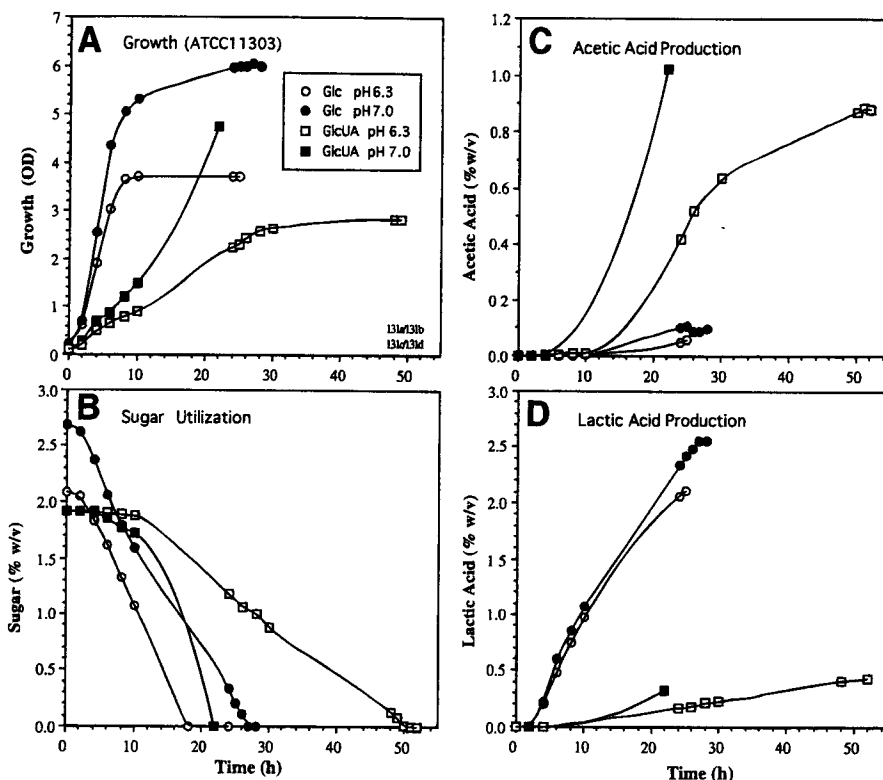 A Growth (ATCC11303)
Growth (OD)
7
6
5
4
3
2
1
0
Glc pH6.3
Glc pH7.0
GlcUA pH 6.3
GlcUA pH 7.0
0 10 20 30 40 50
C Acetic Acid Production
Acetic Acid (%w/v)
1.2
1.0
0.8
0.6
0.4
0 2
0.0
0 10 20 30 40 50
B Sugar Utilization
Sugar (% w/v)
3.0
2.5
2.0
1.5
1.0
0.5
0.0
0 10 20 30 40 50
Time (h)
D Lactic Acid Production
Lactic Acid (% w/v)
3.0
2.5
2.0
1.5
1.0
0.5
0.0
0 10 20 30 40 50
Time (h)